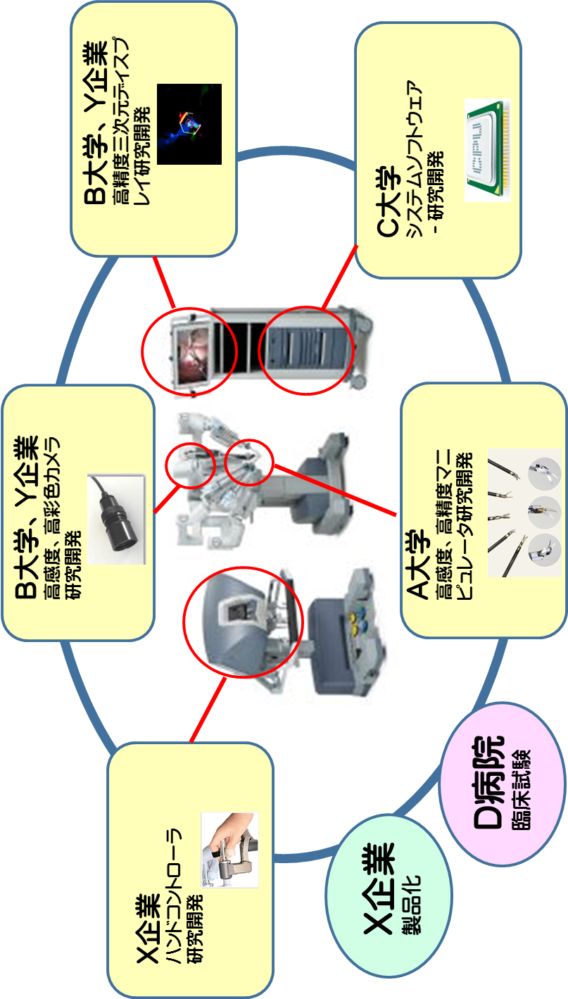 X企業
ハンドコントローラ
研究開発
B大学、Y企業
高感度、高彩色カメラ
研究開発
B大学、Y企業
高精度三次元ディスプ
レイ研究開発
X企業
製品化
D病院
臨床試験
A大学
高感度、高精度マニ
ピュレータ研究開発
C大学
システムソフトウェア
- 研究開発